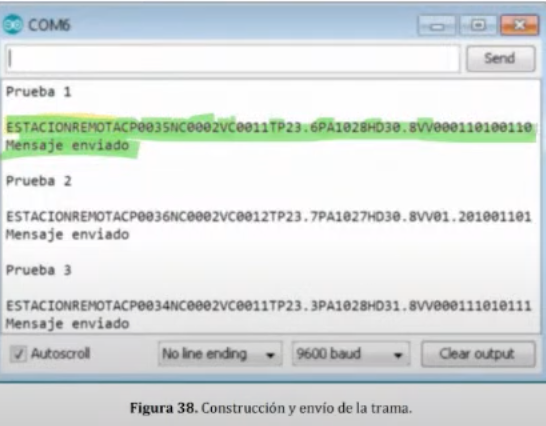 COM6
Send
Prueba 1
ESTACIONREMOTACP0035NC0002VC0011TP23.6PA1028HD30.8VV000110100110
Mensaje enviado
Prueba 2
ESTACIONREMOTACP0036NC0002VC0012TP23.7PA1027HD30.8VV01.201001101
Mensaje enviado
Prueba 3
ESTACIONREMOTACP0034NC0002VC0011TP23.3PA1028HD31.8VV000111010111
Mensaje enviado
Autoscroll No line ending 9600 baud Clear output
Figura 38. Construcción y envío de la trama.